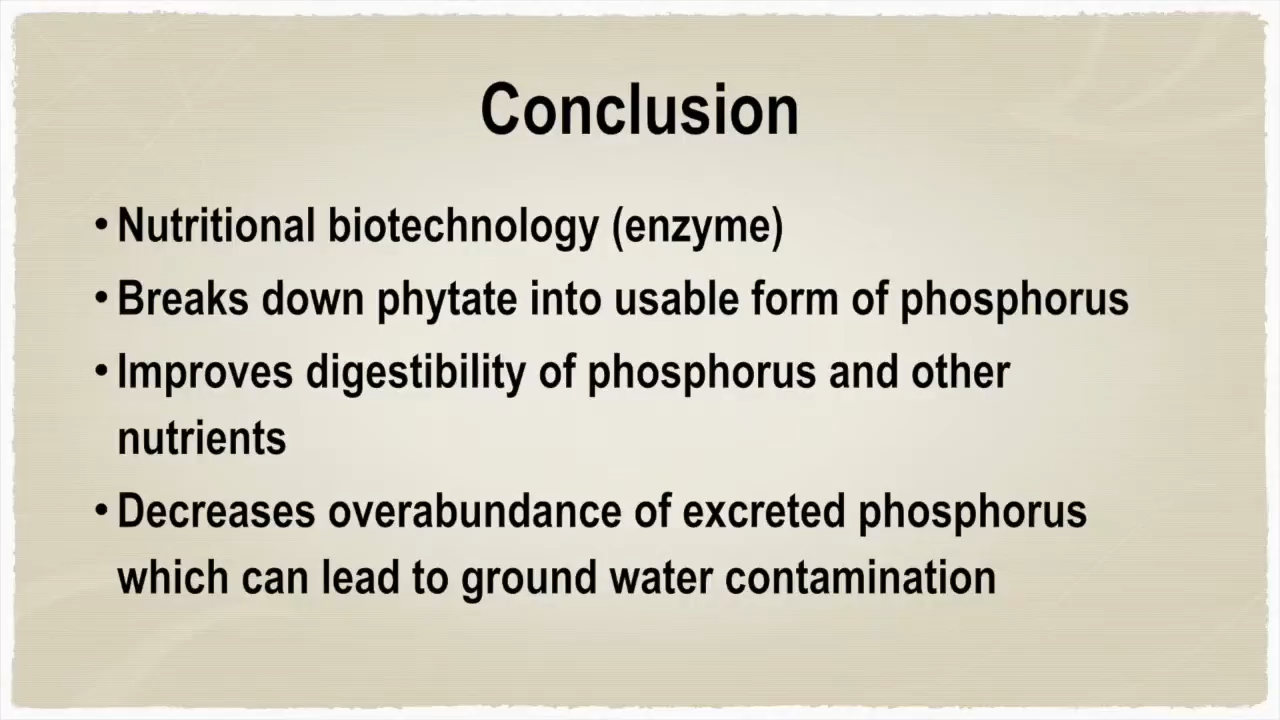 Conclusion
• Nutritional biotechnology (enzyme)
• Breaks down phytate into usable form of phosphorus
• Improves digestibility of phosphorus and other
nutrients
• Decreases overabundance of excreted phosphorus
which can lead to ground water contamination